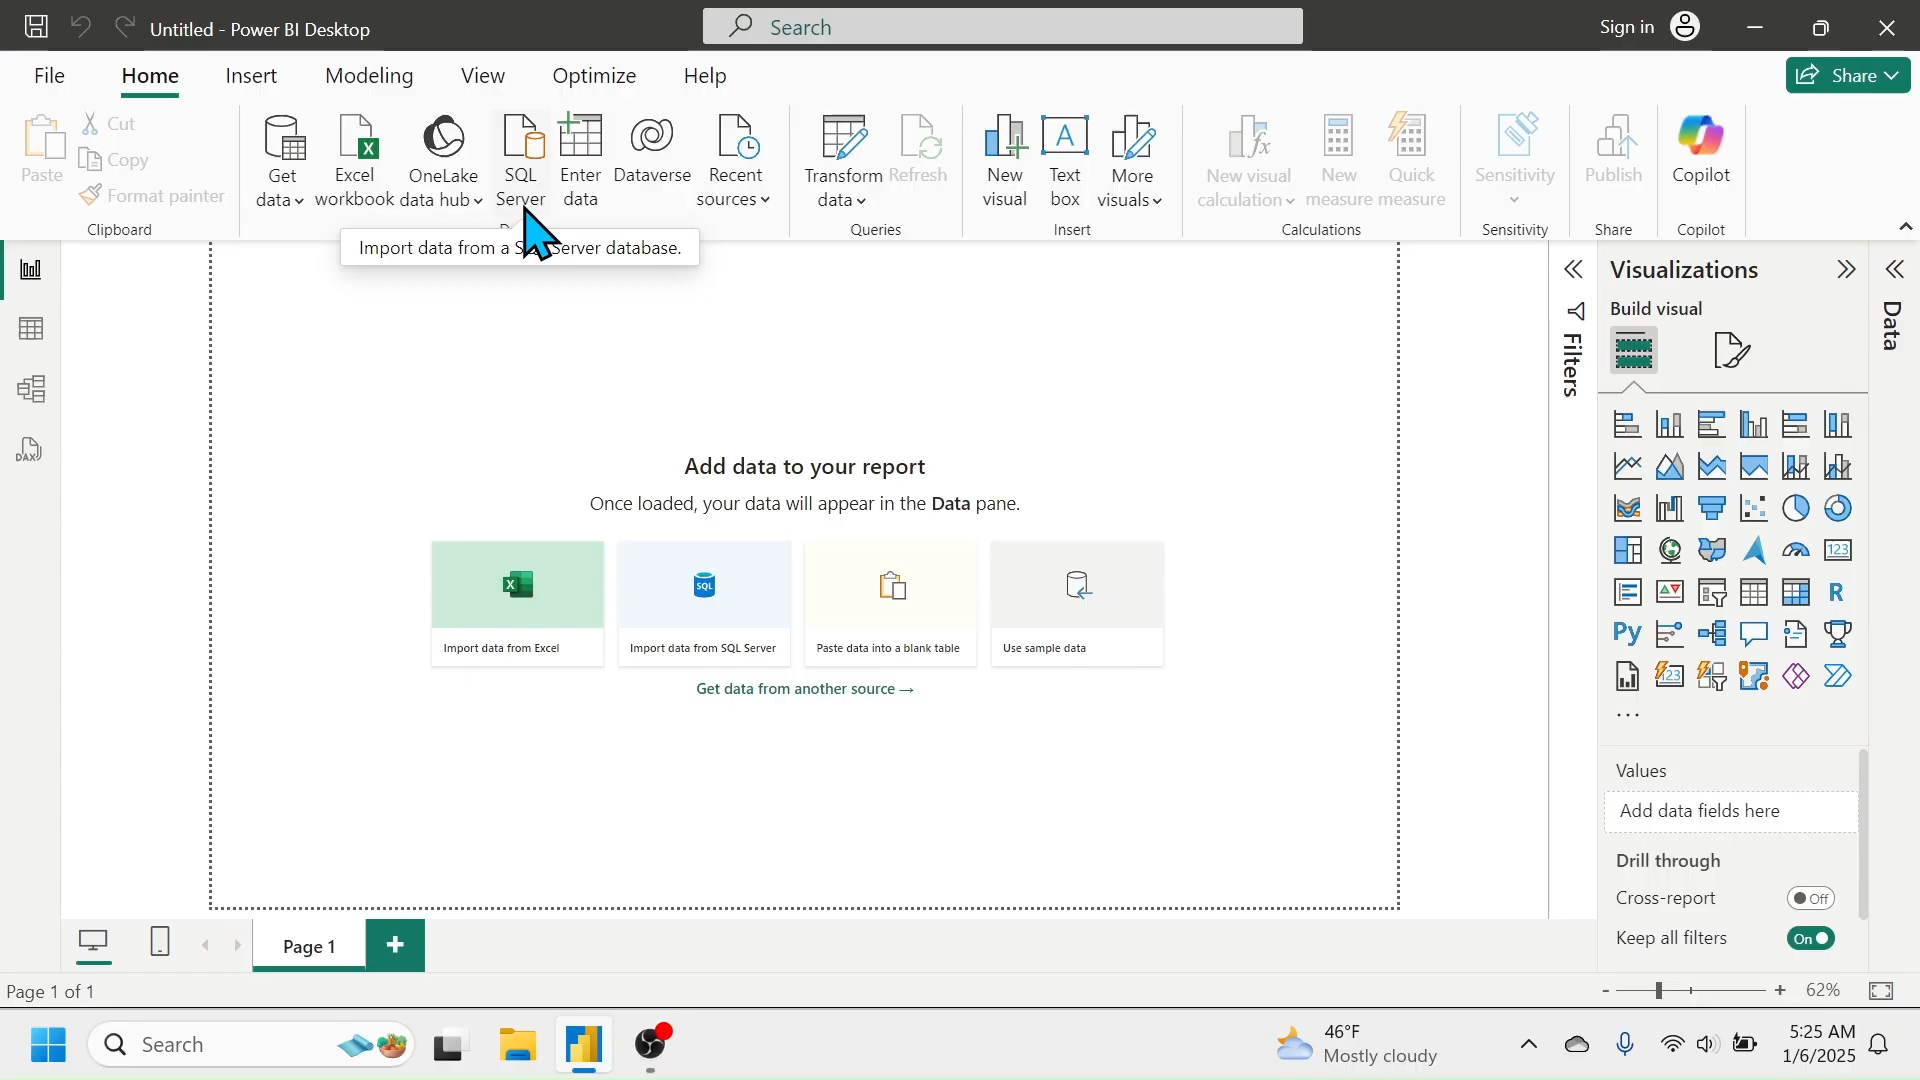 Untitled - Power BI Desktop
Search
Sign in
File
Home
Insert
Modeling
View
Optimize
Help
Share
Paste
Cut
Copy
Format painter
Clipboard
Get
data
Excel
workbook
OneLake
data hub
SQL
Server
Enter
data
Dataverse
Recent
sources
Transform
data
Refresh
Queries
New
visual
Text
box
More
visuals
Insert
New visual
calculation
New
measure
Quick
measure
Calculations
Sensitivity
Sensitivity
Publish
Share
Copilot
Copilot
Import data from a Server database.
Visualizations
Build visual
Filters
Data
DAX
Add data to your report
Once loaded, your data will appear in the Data pane.
SQL
Import data from Excel
Import data from SQL Server
Paste data into a blank table
Use sample data
Get data from another source →
123
R
Py
123
...
Values
Add data fields here
Drill through
Cross-report
Off
Keep all filters
On
Page 1
+
Page 1 of 1
- + 62%
Search
46°F
Mostly cloudy
5:25 AM
1/6/2025